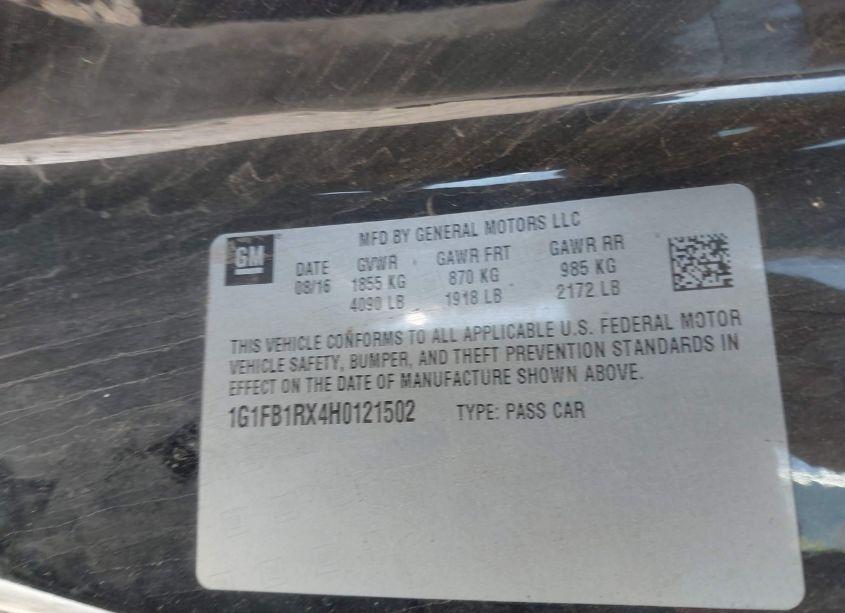 GM
MFD BY GENERAL MOTORS LLC
DATE GVWR GAWR FRT GAWR RR
08/16 1855 KG 870 KG 985 KG
4090 LB 1918 LB 2172 LB
THIS VEHICLE CONFORMS TO ALL APPLICABLE U.S. FEDERAL MOTOR
VEHICLE SAFETY, BUMPER, AND THEFT PREVENTION STANDARDS IN
EFFECT ON THE DATE OF MANUFACTURE SHOWN ABOVE.
1G1FB1RX4H0121502 TYPE: PASS CAR